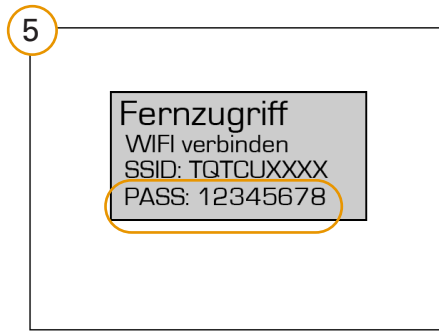 5
Fernzugriff
WIFI verbinden
SSID: TQTCUXXXX
PASS: 12345678